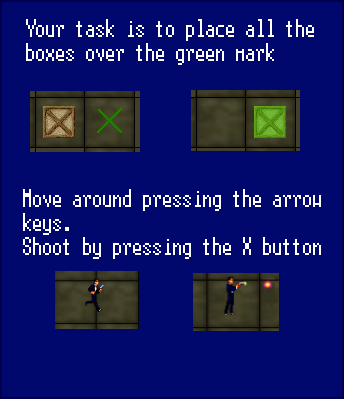 Your task is to place all the
boxes over the green mark
Move around pressing the arrow
keys.
Shoot by pressing the X button